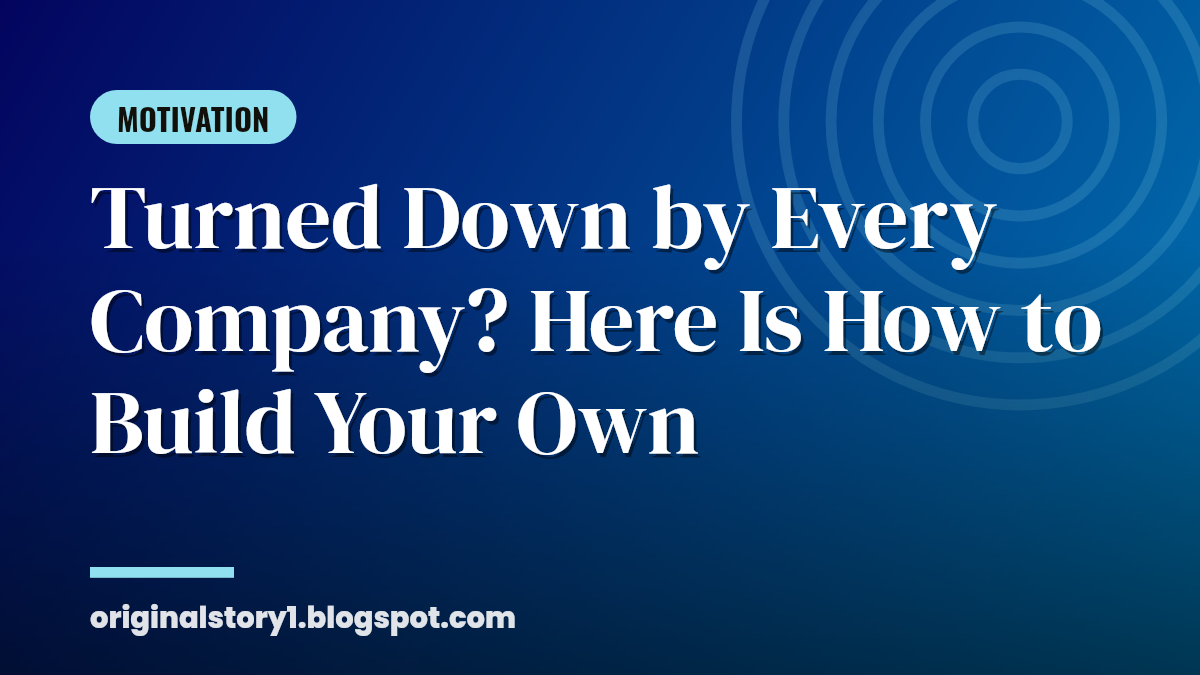 MOTIVATION
Turned Down by Every
Company? Here Is How to
Build Your Own
originalstory1.blogspot.com